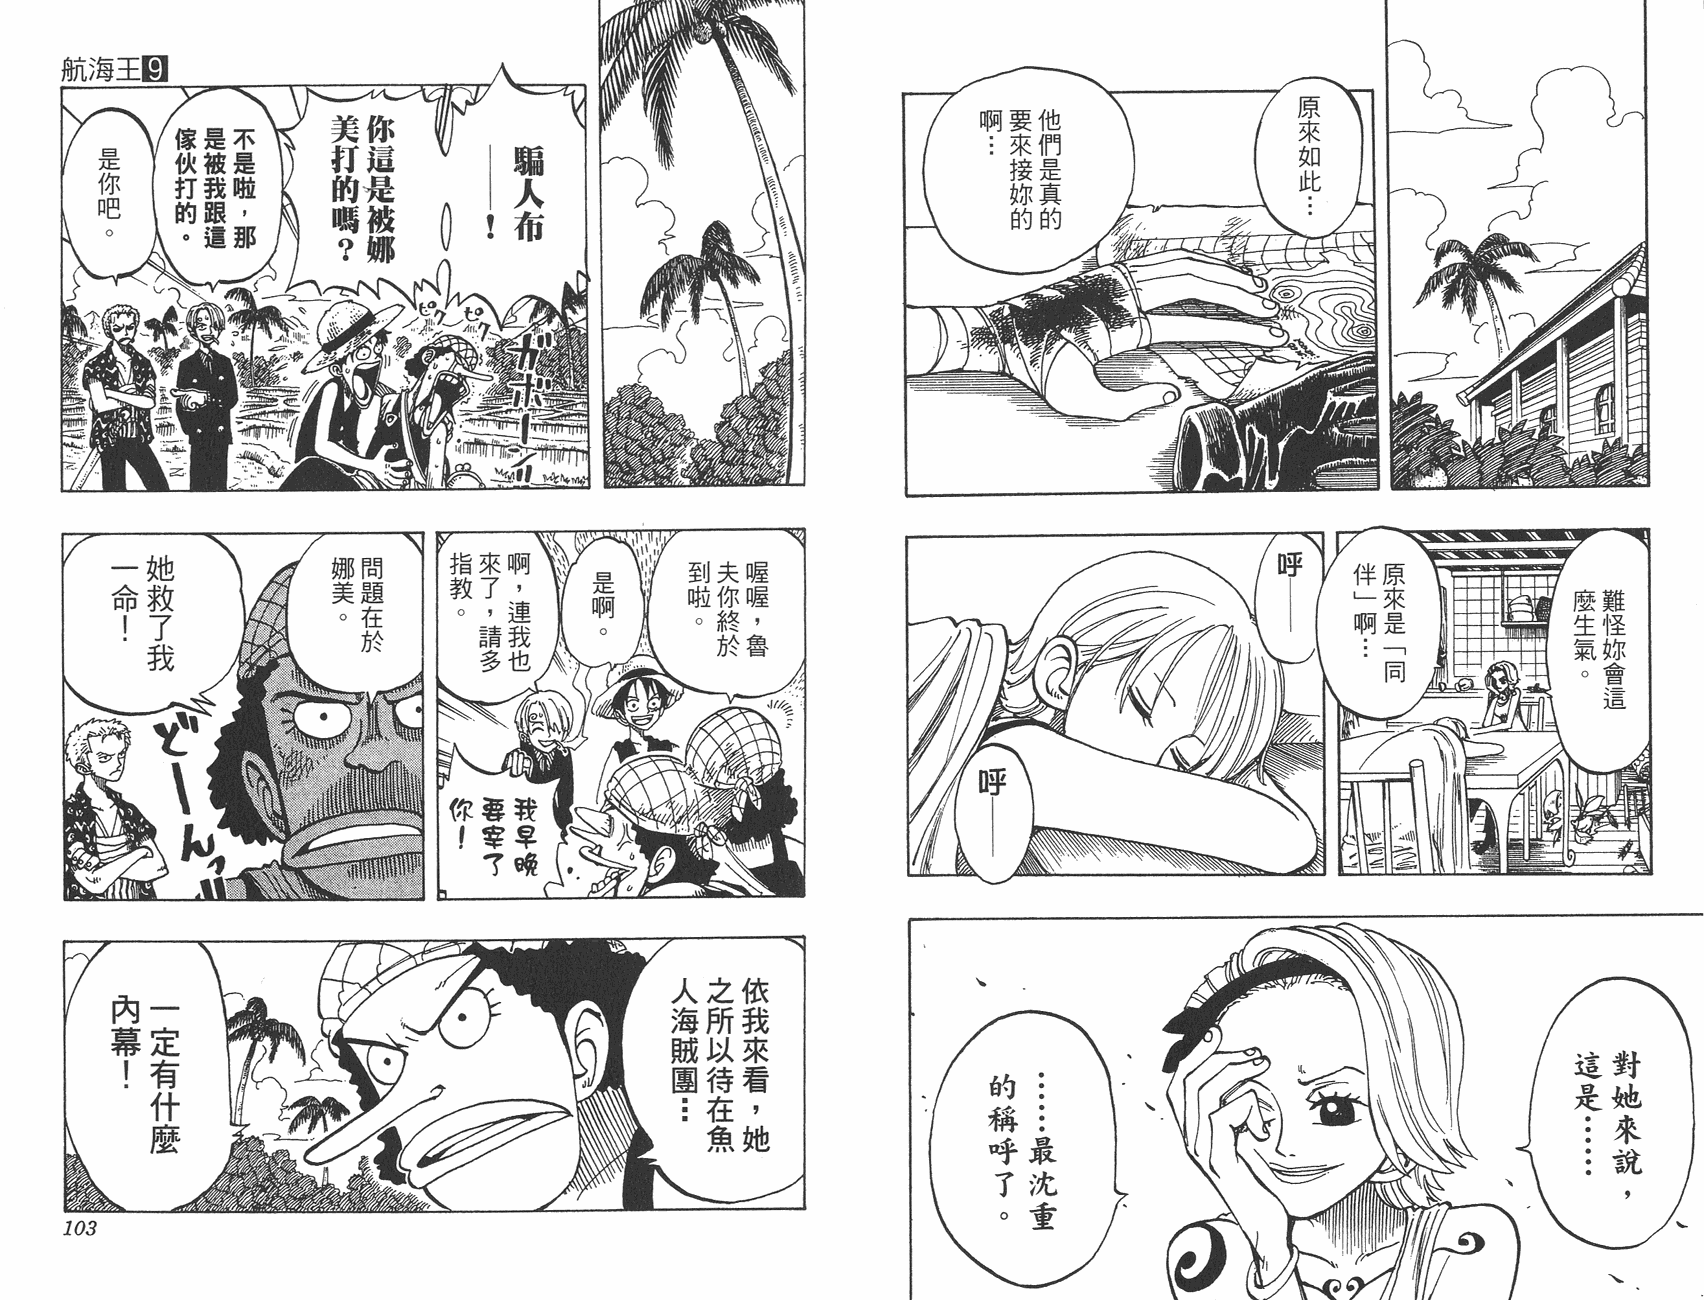 原來如此…
他們是真的
要來接妳的
啊…
難怪妳會這
麼生氣。
原來是「同
伴」啊…
呼——
呼——
對她來說，
這是……
……最沈重
的稱呼了。
航海王9
騙人布
——！
你這是被娜
美打的嗎？
不是啦，那
是被我跟這
傢伙打的。
是你吧。
ピクピク
ガボーン!!
喔喔，魯
夫你終於
到啦。
是啊。
啊，連我也
來了，請多
指教。
我早晚
要宰了
你！
問題在於
娜美。
她救了我
一命！
どーんっ!!
依我來看，她
之所以待在魚
人海賊團…
一定有什麼
內幕！
103